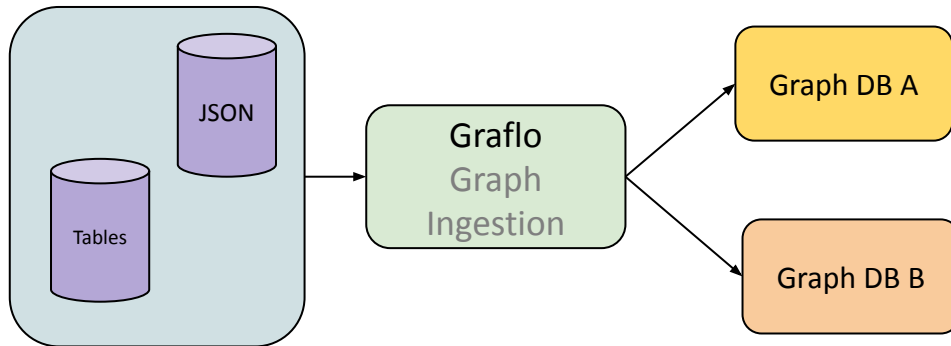 JSON
Tables
Graflo
Graph
Ingestion
Graph DB A
Graph DB B